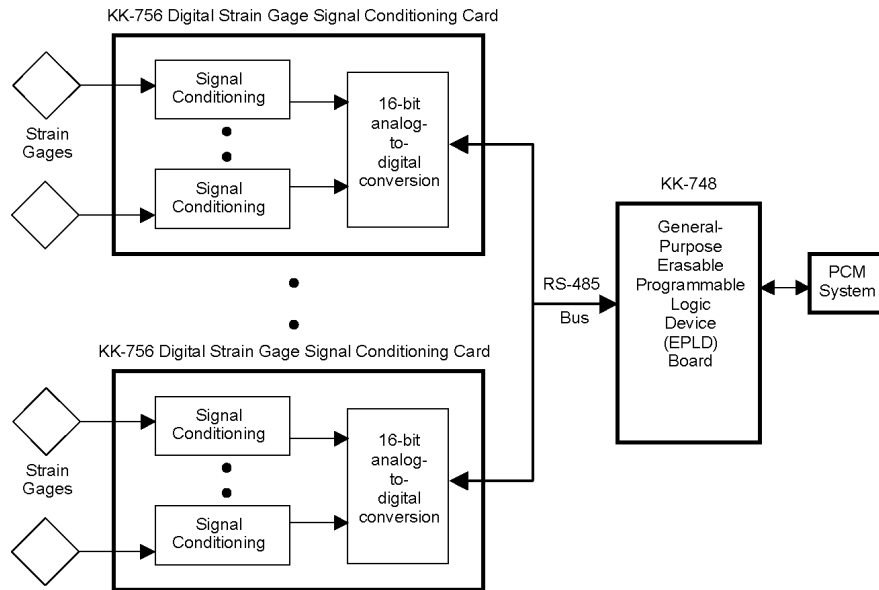 KK-756 Digital Strain Gage Signal Conditioning Card
Signal
Conditioning
Strain
Gages
Signal
Conditioning
16-bit
analog-
to-
digital
conversion
KK-748
General-
Purpose
Erasable
Programmable
Logic
Device
(EPLD)
Board
RS-485
Bus
PCM
System
KK-756 Digital Strain Gage Signal Conditioning Card
Signal
Conditioning
Strain
Gages
Signal
Conditioning
16-bit
analog-
to-
digital
conversion